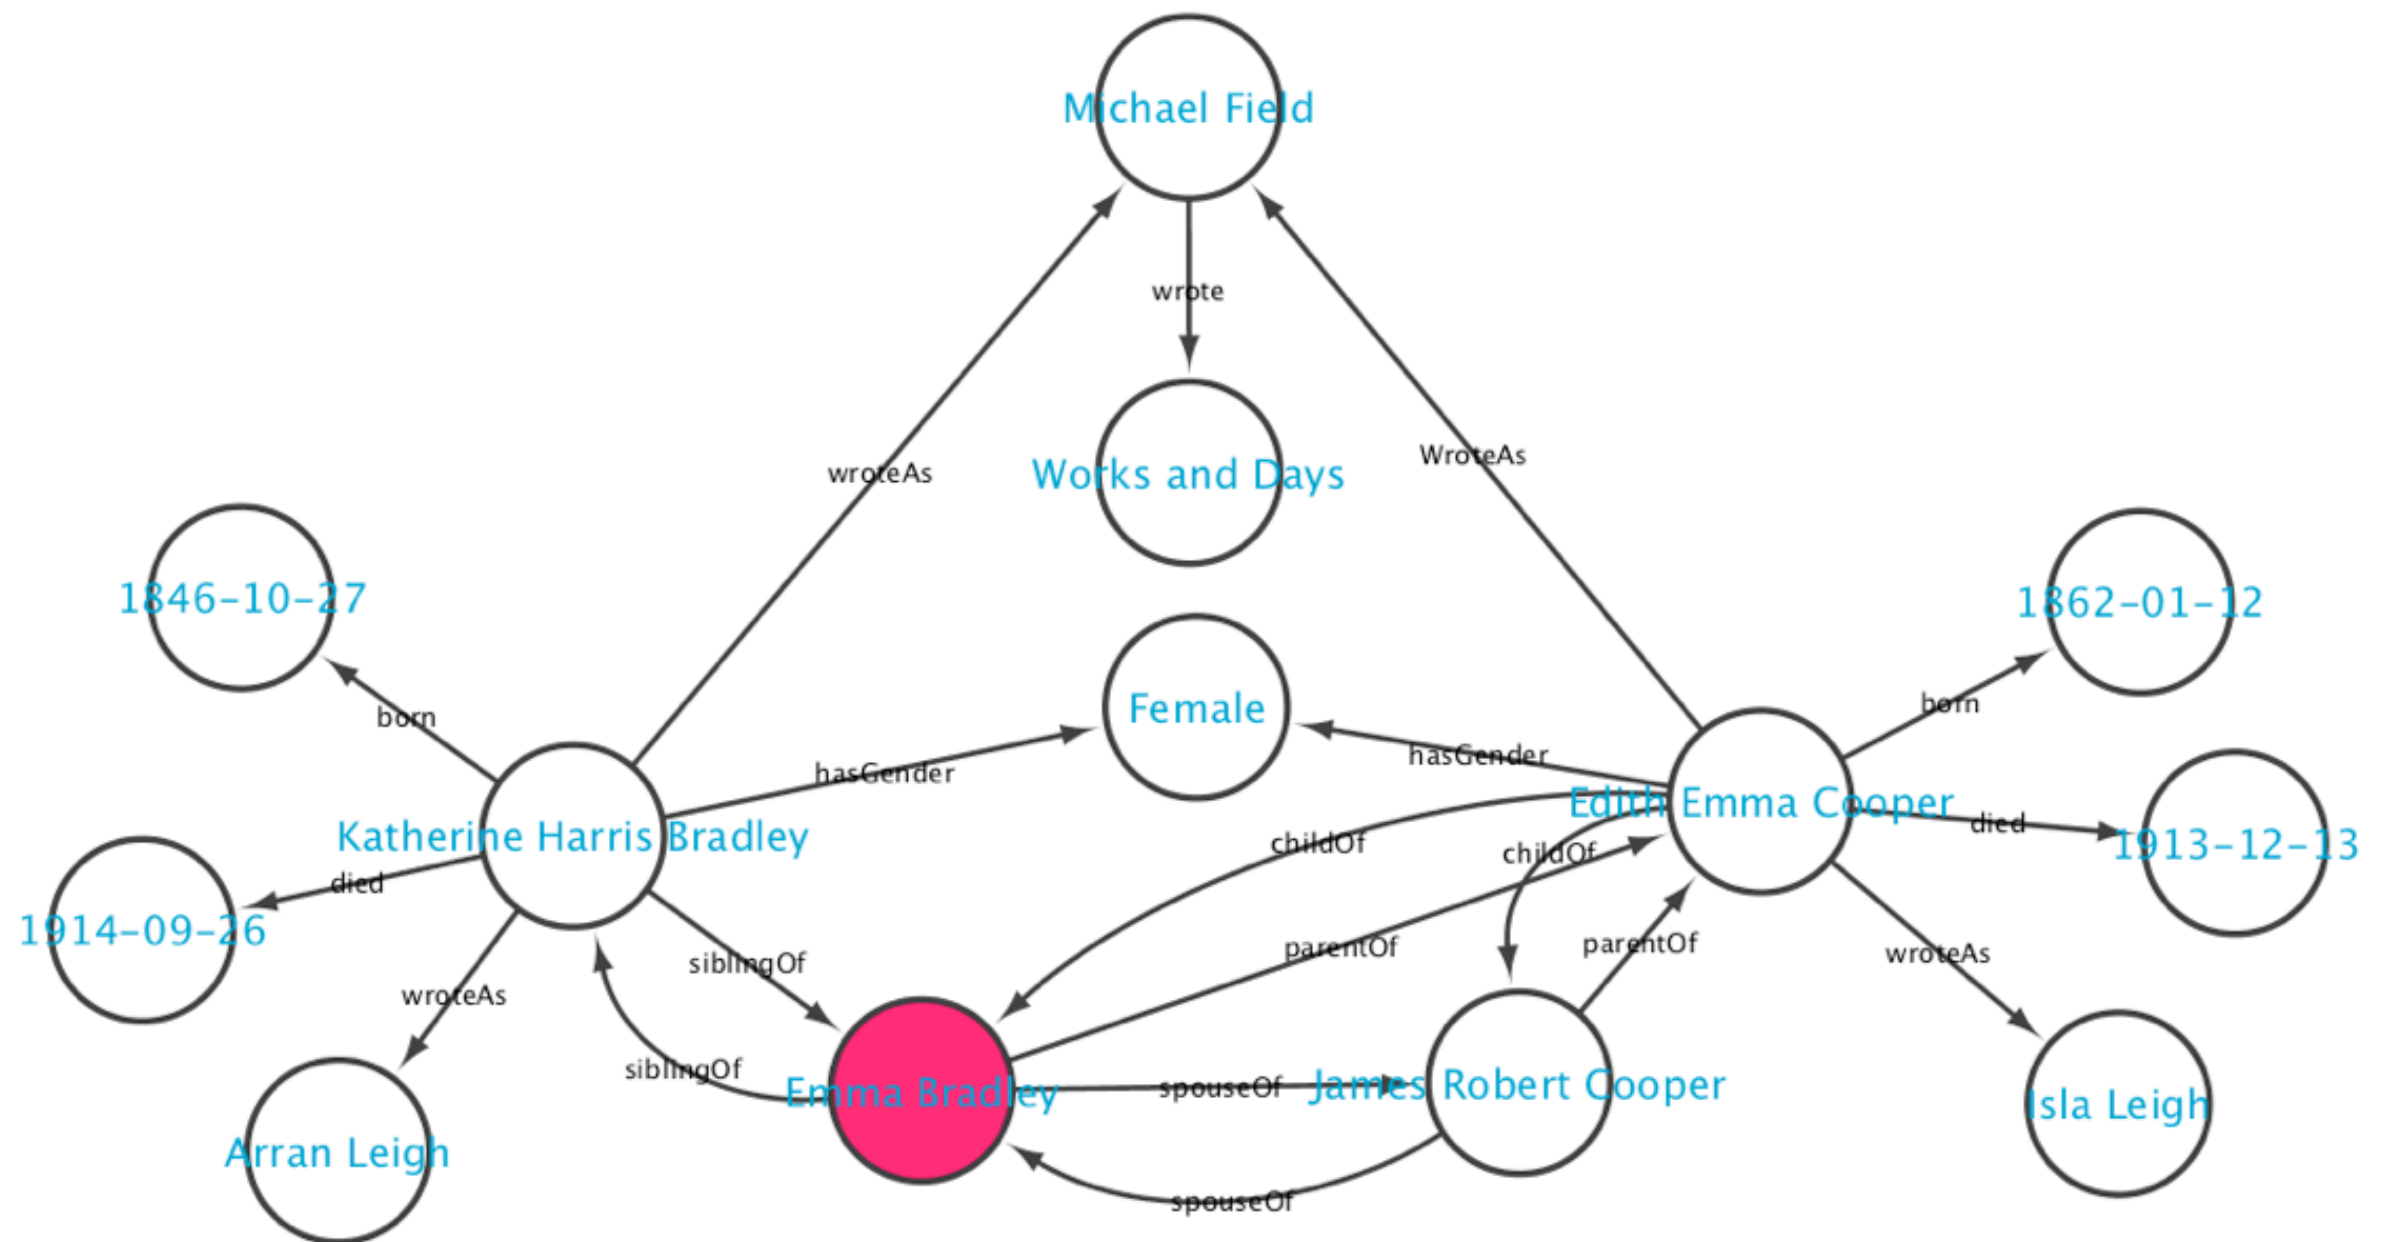 Michael Field
wrote
wroteAs
WroteAs
Works and Days
1846-10-27
1862-01-12
born
born
Female
hasGender
hasGender
Katherine Harris Bradley
Edith Emma Cooper
died
died
1914-09-26
1913-12-13
childOf
childOf
siblingOf
parentOf
parentOf
wroteAs
wroteAs
siblingOf
Emma Bradley
spouseOf
James Robert Cooper
Isla Leigh
Arran Leigh
spouseOf